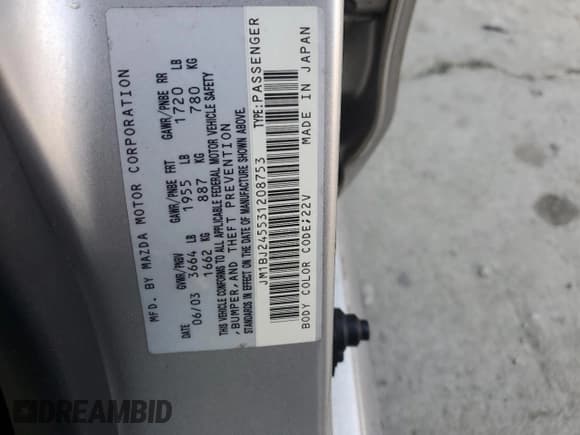 MFD. BY MAZDA MOTOR CORPORATION
DATE GVWR/PNBV GAWR/PNBE FRT GAWR/PNBE RR
06/03 3664 LB 1955 LB 1720 LB
1662 KG 887 KG 780 KG
THIS VEHICLE CONFORMS TO ALL APPLICABLE FEDERAL MOTOR VEHICLE SAFETY
, BUMPER, AND THEFT PREVENTION
STANDARDS IN EFFECT ON THE DATE OF MANUFACTURE SHOWN ABOVE.
JM1BJ245531208753 TYPE:PASSENGER
BODY COLOR CODE;22V MADE IN JAPAN
DREAMBID